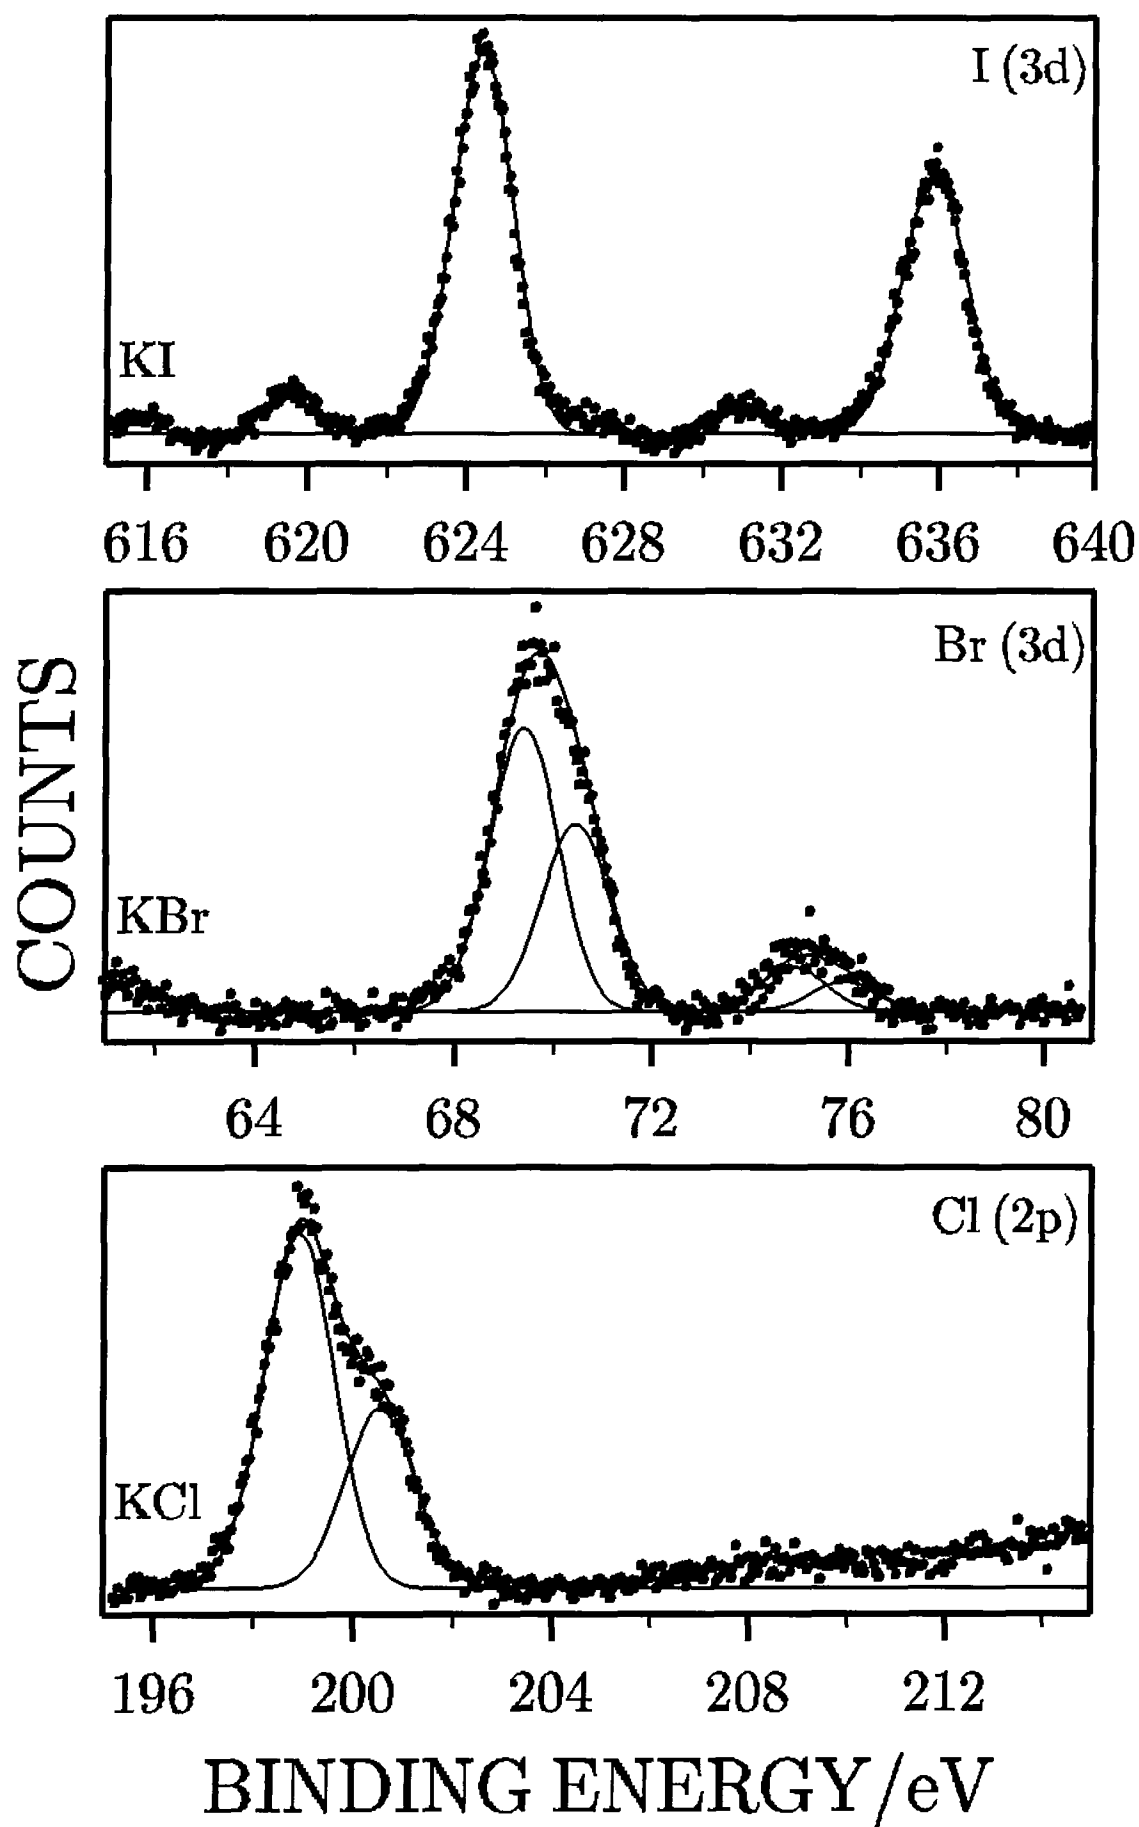 I (3d)
KI
616 620 624 628 632 636 640
Br (3d)
COUNTS
KBr
64 68 72 76 80
Cl (2p)
KCl
196 200 204 208 212
BINDING ENERGY/eV